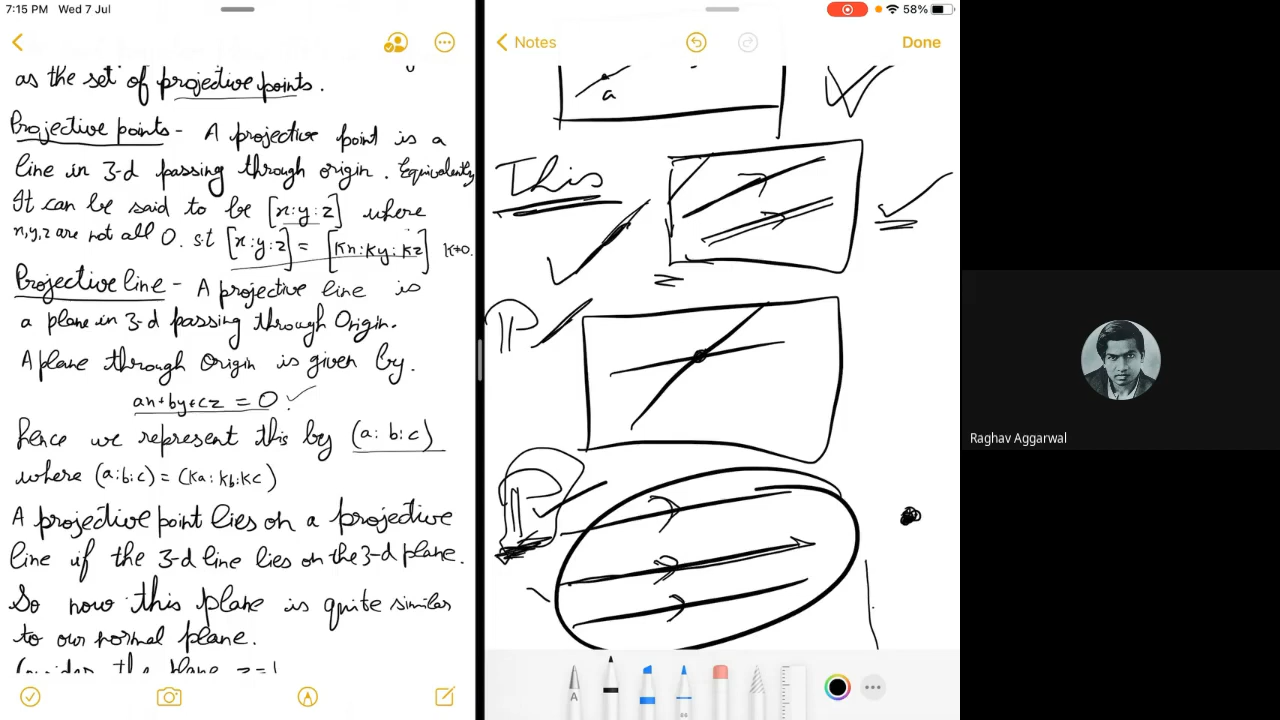 7:15 PM Wed 7 Jul
58%
Notes
Done
as the set of projective points.
Projective points - A projective point is a
line in 3-d passing through origin. Equivalently
It can be said to be [x:y:z] where
x,y,z are not all 0. s.t [x:y:z] = [kx:ky:kz] k≠0.
Projective line - A projective line is
a plane in 3-d passing through Origin.
A plane through Origin is given by.
ax+by+cz = 0
hence we represent this by (a:b:c)
where (a:b:c) = (ka:kb:kc)
A projective point lies on a projective
line if the 3-d line lies on the 3-d plane.
So now this plane is quite similar
to our normal plane.
Consider the plane z=1
a
This
P
P
A
Raghav Aggarwal